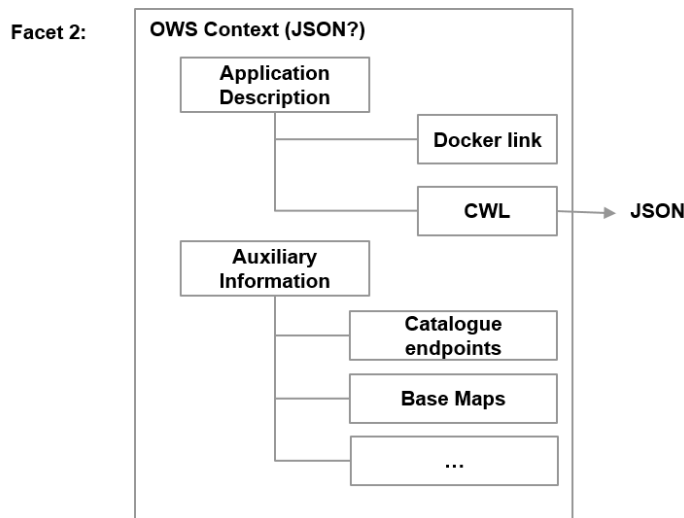 Facet 2:
OWS Context (JSON?)
Application
Description
Docker link
CWL
JSON
Auxiliary
Information
Catalogue
endpoints
Base Maps
...